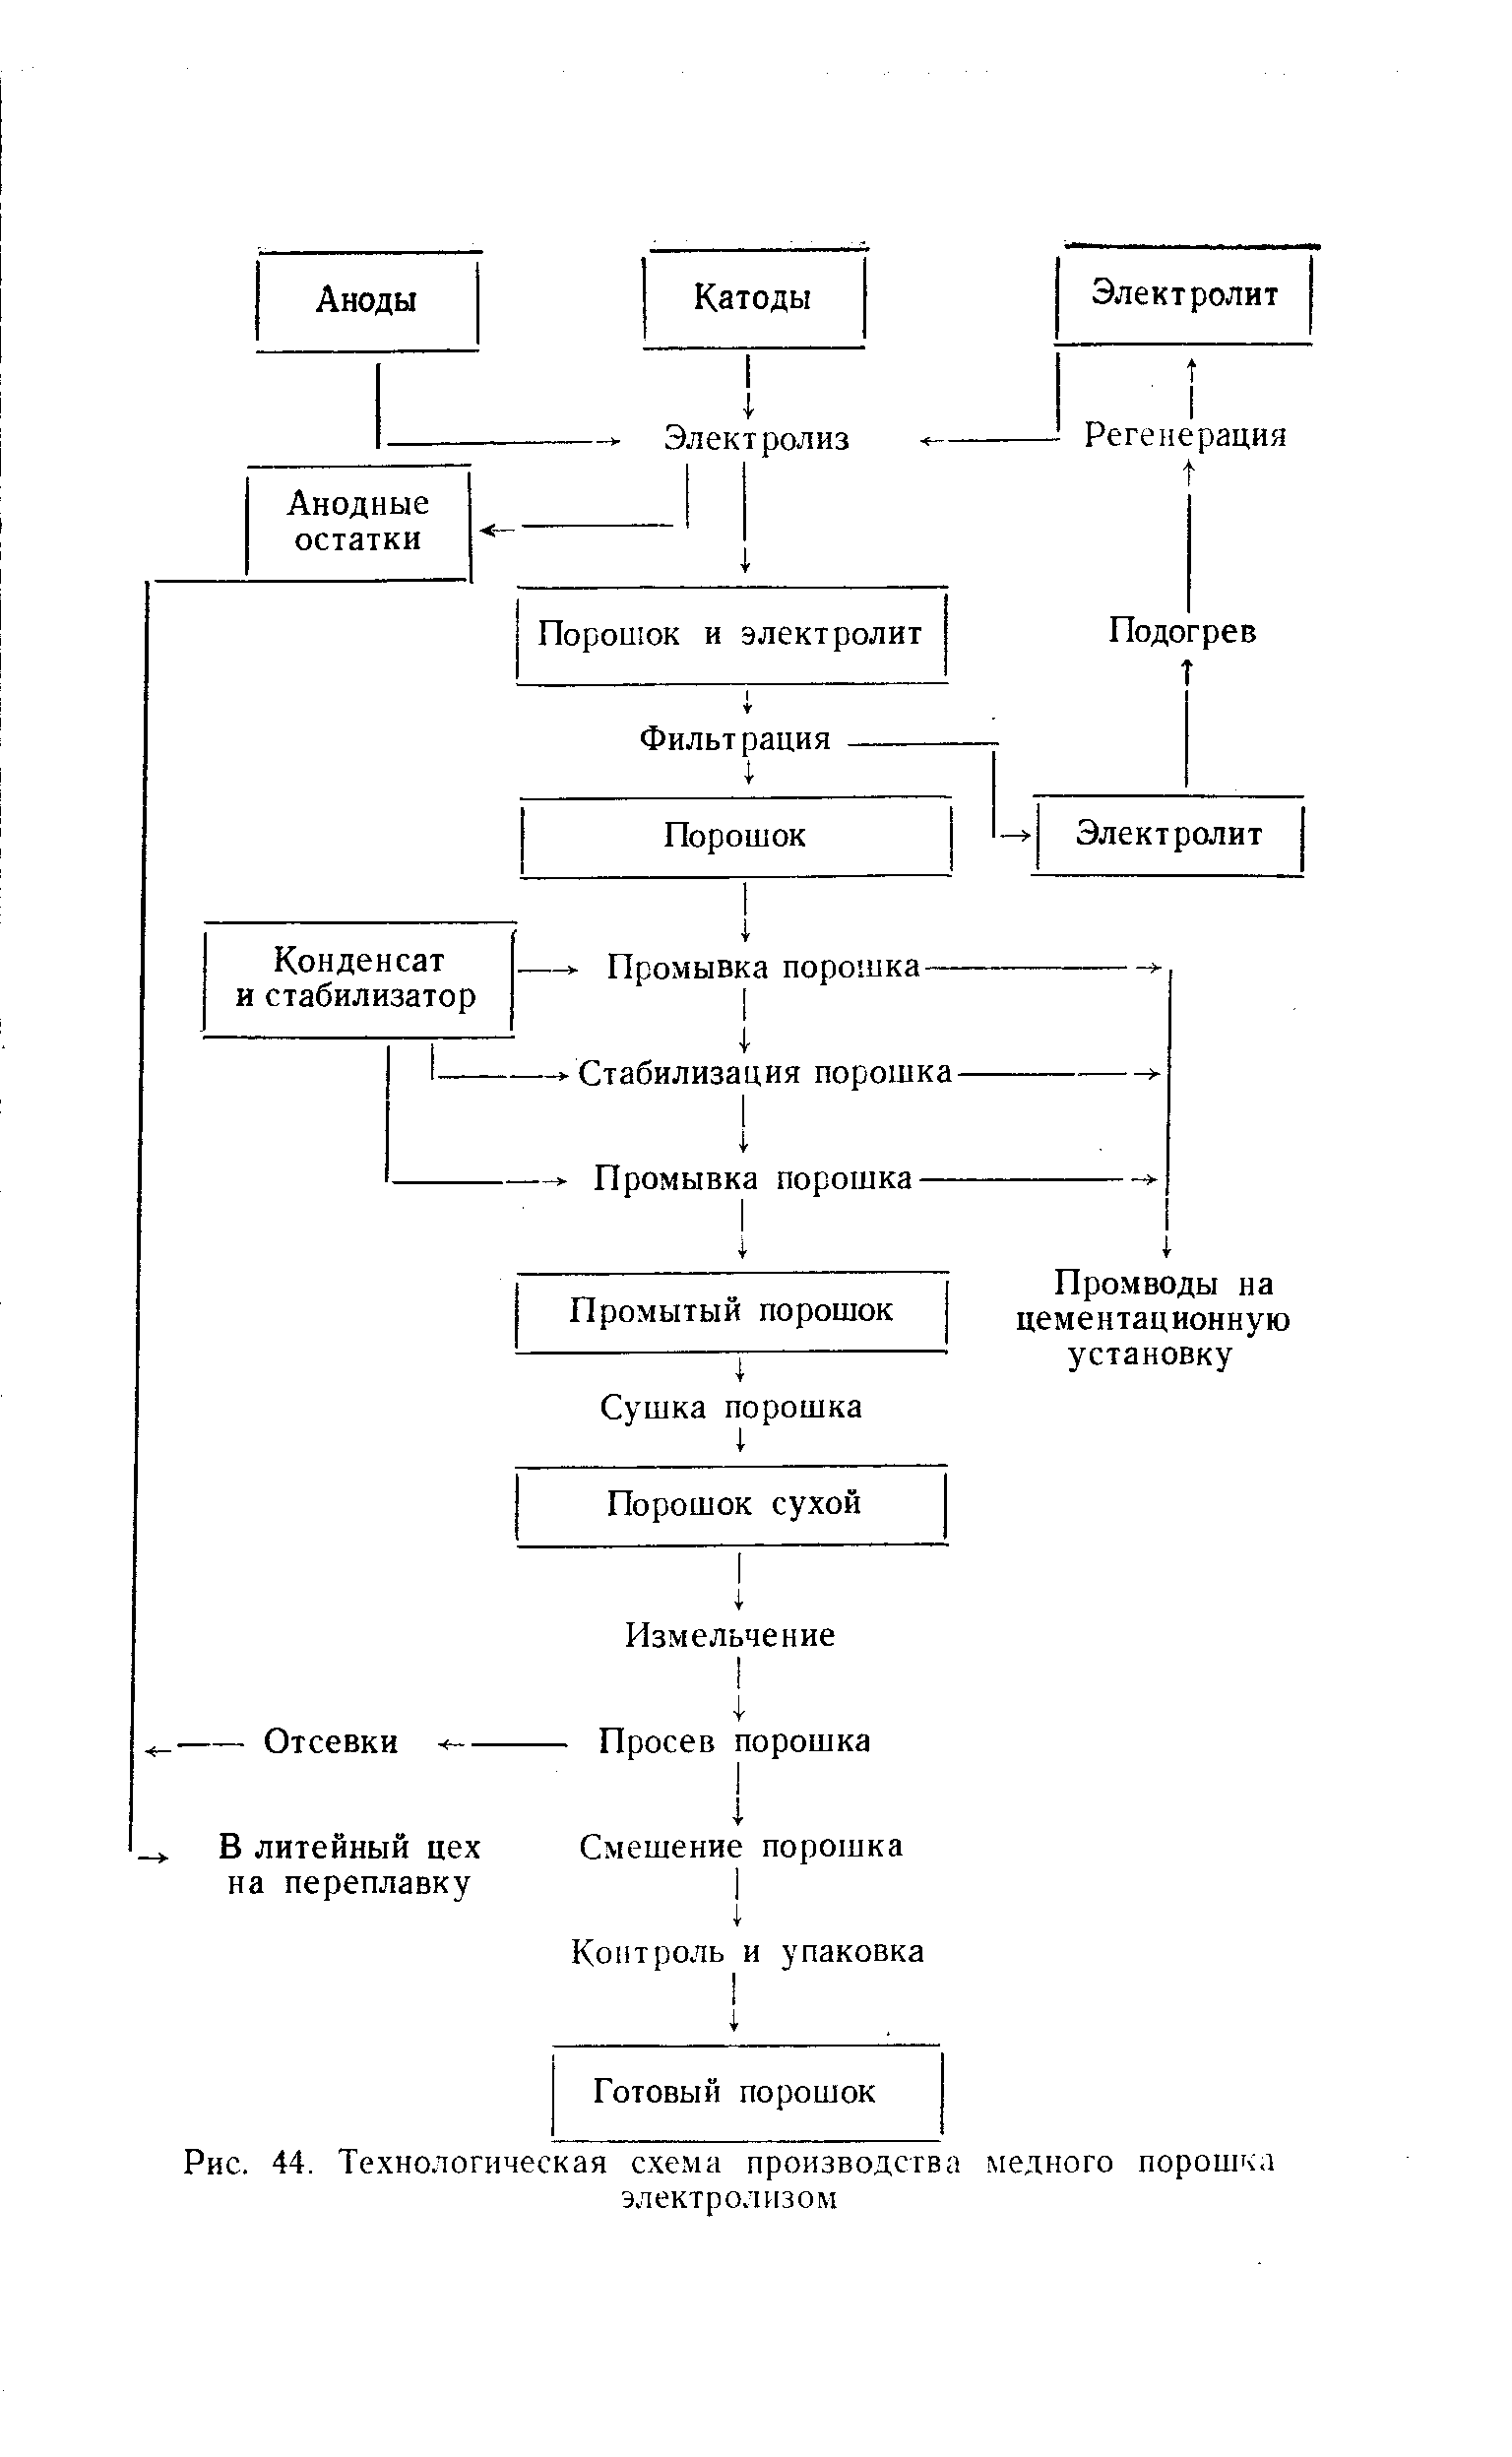 Аноды
Катоды
Электролит
Электролиз
Регенерация
Анодные
остатки
Порошок и электролит
Подогрев
Фильтрация
Порошок
Электролит
Конденсат
и стабилизатор
Промывка порошка
Стабилизация порошка
Промывка порошка
Промытый порошок
Промводы на
цементационную
установку
Сушка порошка
Порошок сухой
Измельчение
Отсевки
Просев порошка
В литейный цех
на переплавку
Смешение порошка
Контроль и упаковка
Готовый порошок
Рис. 44. Технологическая схема производства медного порошка
электролизом